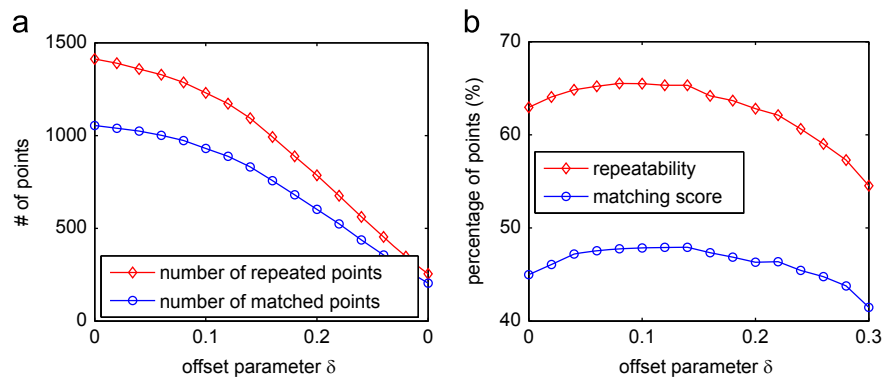 a
1500
1000
500
0
# of points
number of repeated points
number of matched points
0
0.1
0.2
0
offset parameter δ
b
70
60
50
40
percentage of points (%)
repeatability
matching score
0
0.1
0.2
0.3
offset parameter δ